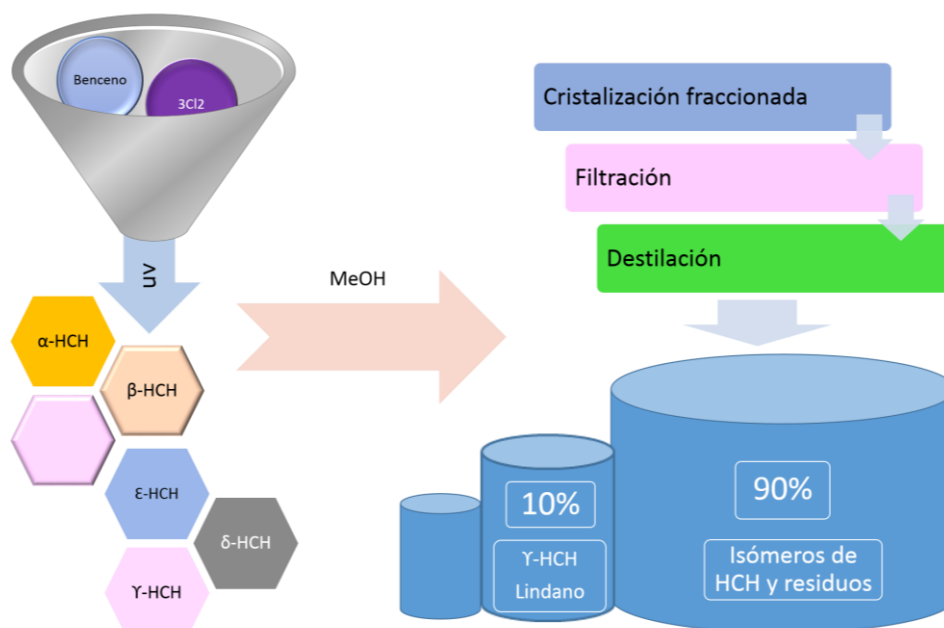 Benceno
3Cl2
uv
α-HCH
β-HCH
ε-HCH
δ-HCH
ϒ-HCH
MeOH
Cristalización fraccionada
Filtración
Destilación
10%
ϒ-HCH
Lindano
90%
Isómeros de
HCH y residuos